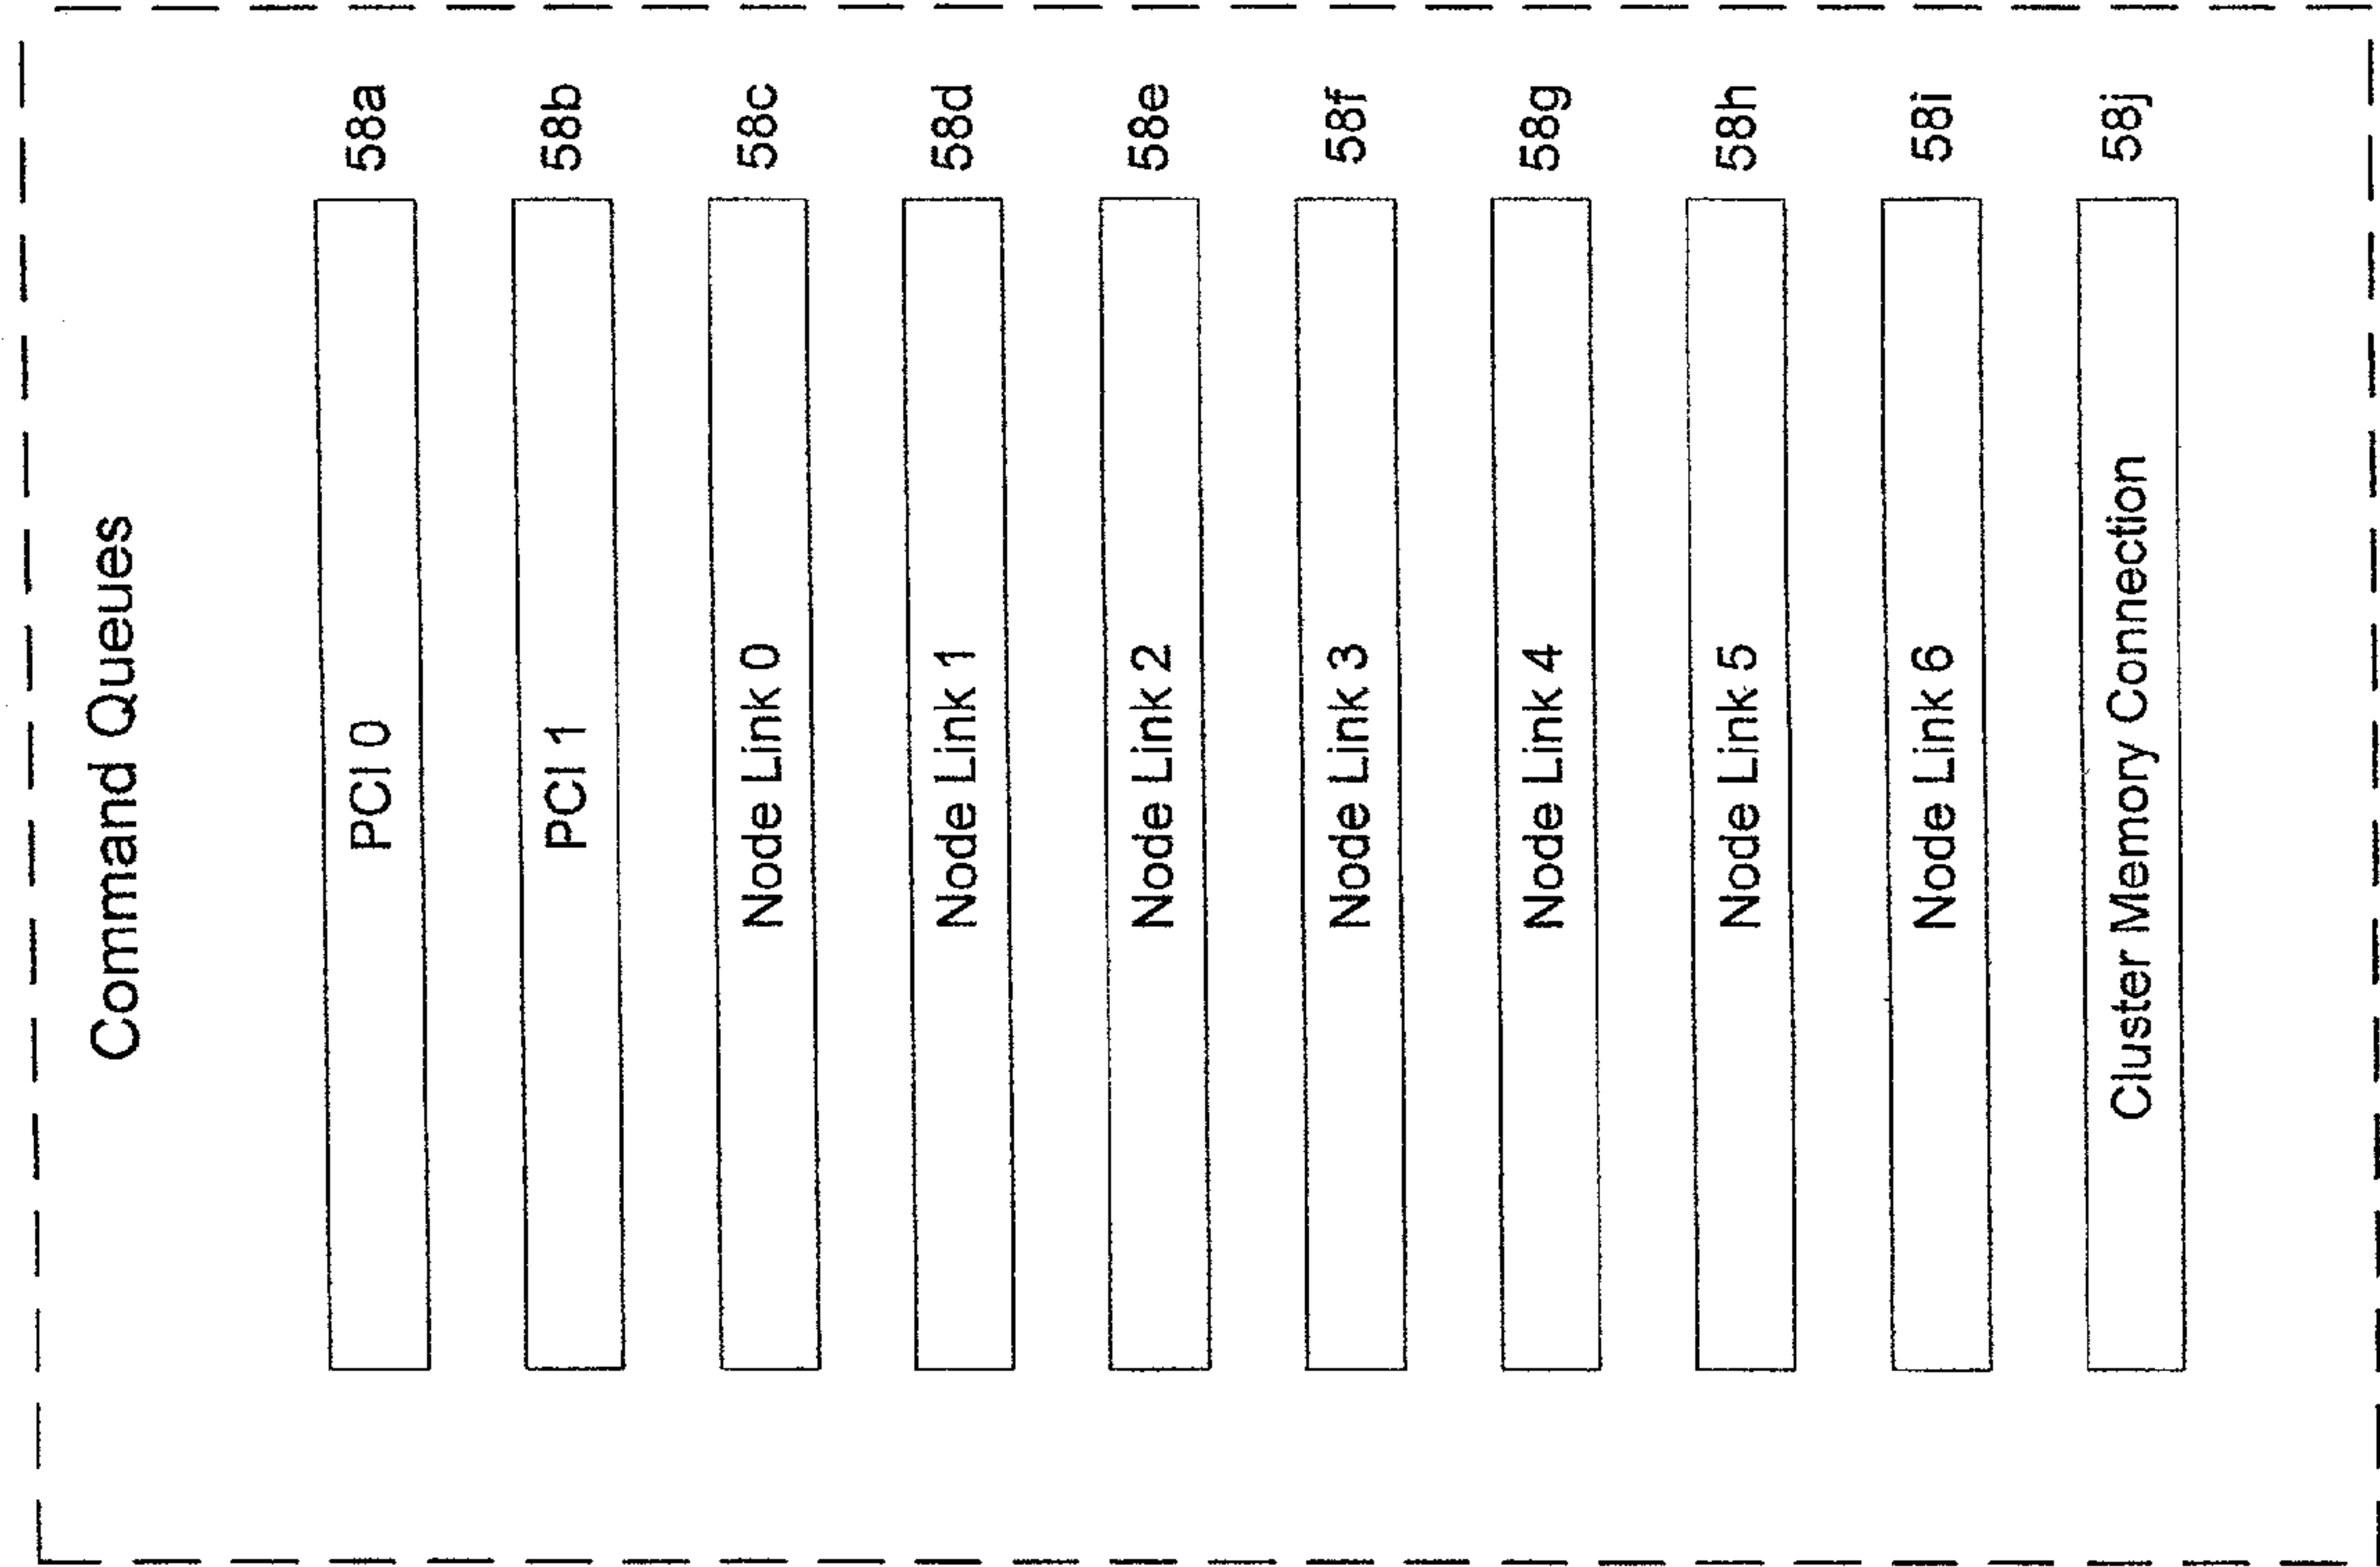 Command Queues
PCI 0 58a
PCI 1 58b
Node Link 0 58c
Node Link 1 58d
Node Link 2 58e
Node Link 3 58f
Node Link 4 58g
Node Link 5 58h
Node Link 6 58i
Cluster Memory Connection 58j